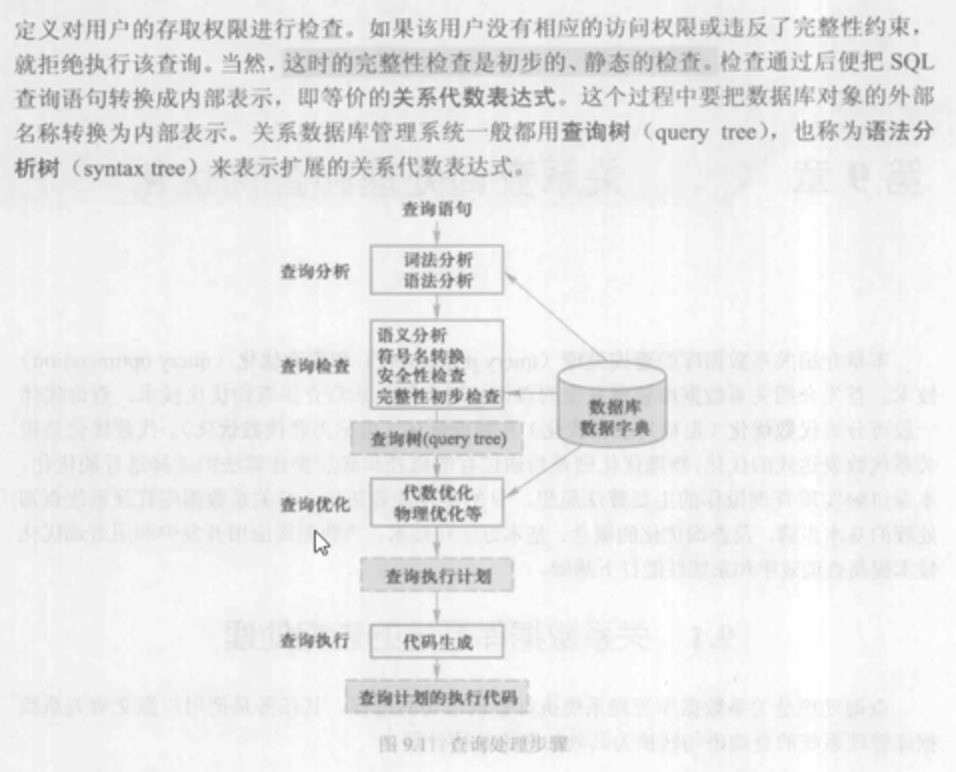 定义对用户的存取权限进行检查。如果该用户没有相应的访问权限或违反了完整性约束，
就拒绝执行该查询。当然，这时的完整性检查是初步的、静态的检查。检查通过后便把 SQL
查询语句转换成内部表示，即等价的关系代数表达式。这个过程中要把数据库对象的外部
名称转换为内部表示。关系数据库管理系统一般都用查询树（query tree），也称为语法分
析树（syntax tree）来表示扩展的关系代数表达式。
查询语句
查询分析
词法分析
语法分析
查询检查
语义分析
符号名转换
安全性检查
完整性初步检查
数据库
数据字典
查询树(query tree)
查询优化
代数优化
物理优化等
查询执行计划
查询执行
代码生成
查询计划的执行代码
图 9.1 查询处理步骤